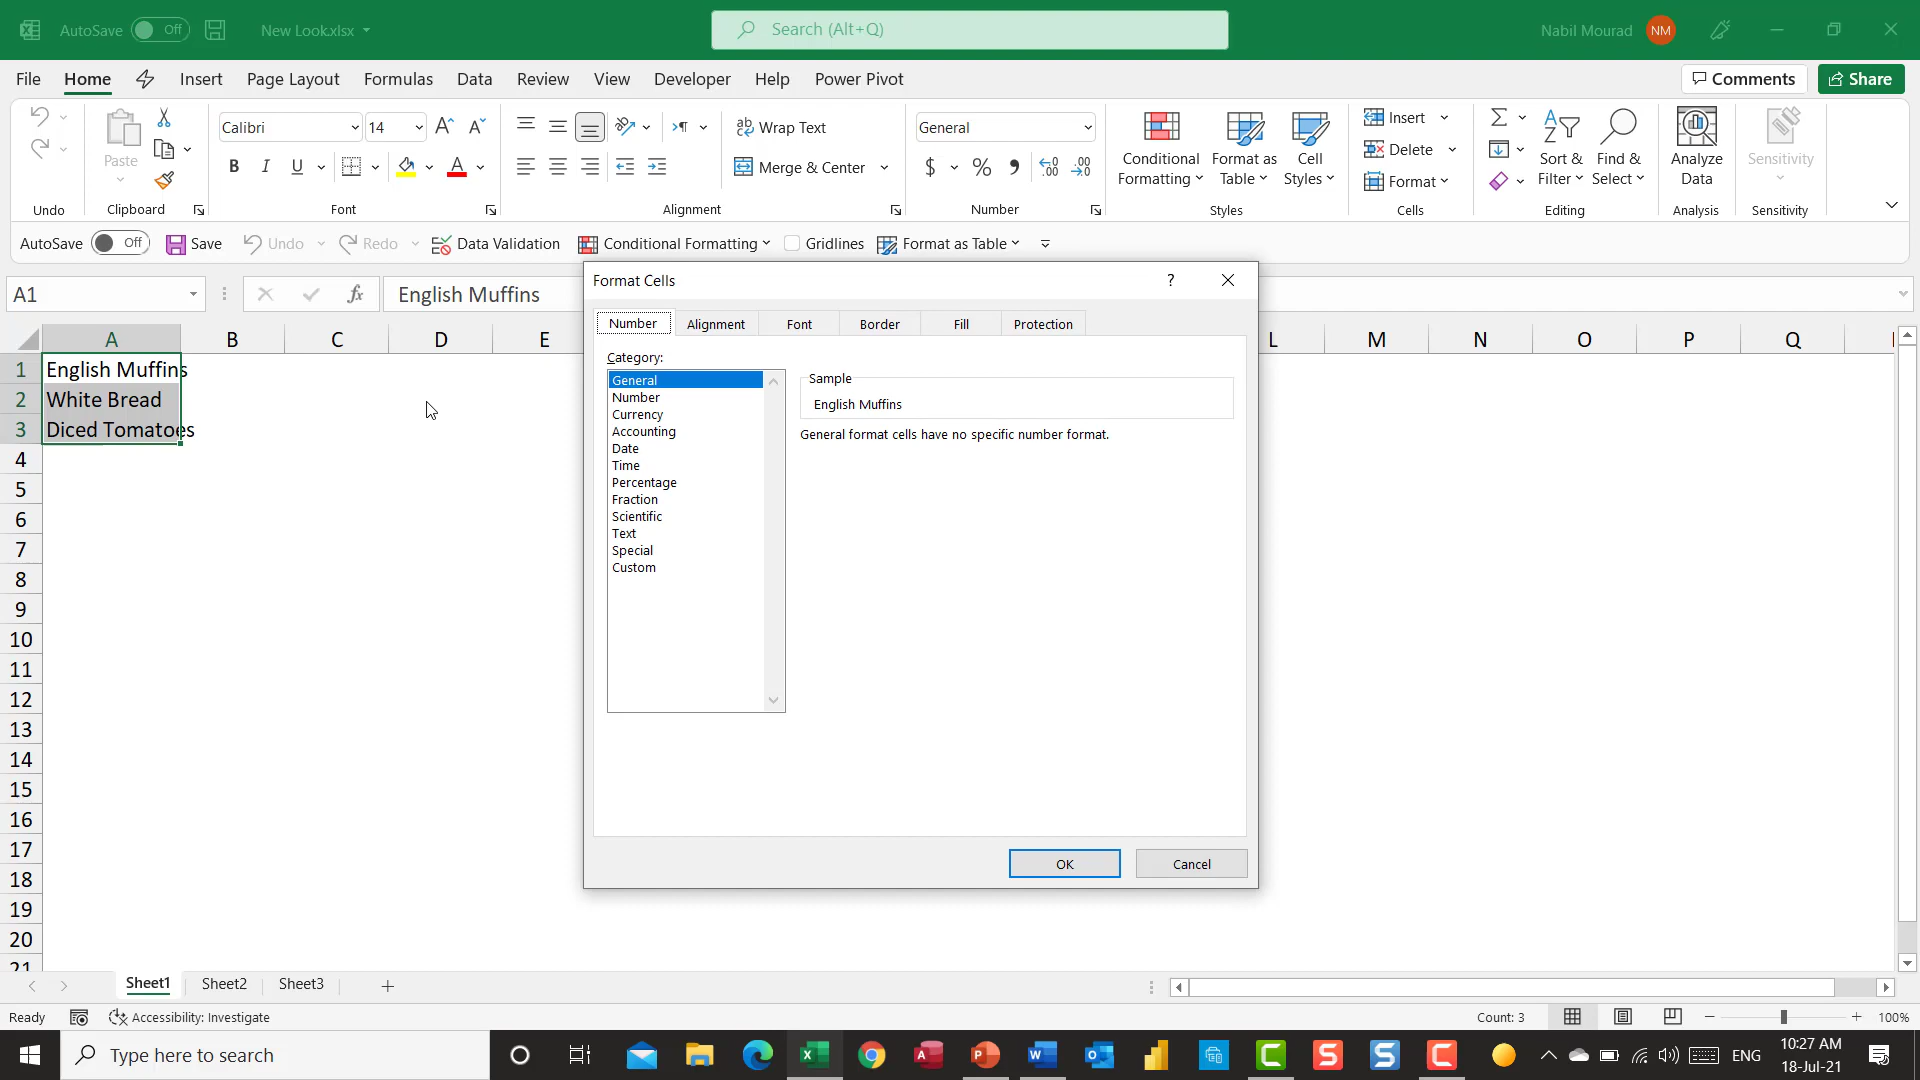 AutoSave Off New Look.xlsx Search (Alt+Q) Nabil Mourad NM
File Home Insert Page Layout Formulas Data Review View Developer Help Power Pivot Comments Share
Calibri 14 Wrap Text General Insert
Paste B I U Merge & Center $ % Conditional Formatting Format as Table Cell Styles Delete Format Sort & Filter Find & Select Analyze Data Sensitivity
Undo Clipboard Font Alignment Number Styles Cells Editing Analysis Sensitivity
AutoSave Off Save Undo Redo Data Validation Conditional Formatting Gridlines Format as Table
A1 fx English Muffins
Format Cells ?
Number Alignment Font Border Fill Protection
A B C D E L M N O P Q
1 English Muffins
2 White Bread
3 Diced Tomatoes
4
5
6
7
8
9
10
11
12
13
14
15
16
17
18
19
20
21
Category:
General
Number
Currency
Accounting
Date
Time
Percentage
Fraction
Scientific
Text
Special
Custom
Sample
English Muffins
General format cells have no specific number format.
OK Cancel
Sheet1 Sheet2 Sheet3
Ready Accessibility: Investigate Count: 3 100%
Type here to search ENG 10:27 AM
18-Jul-21